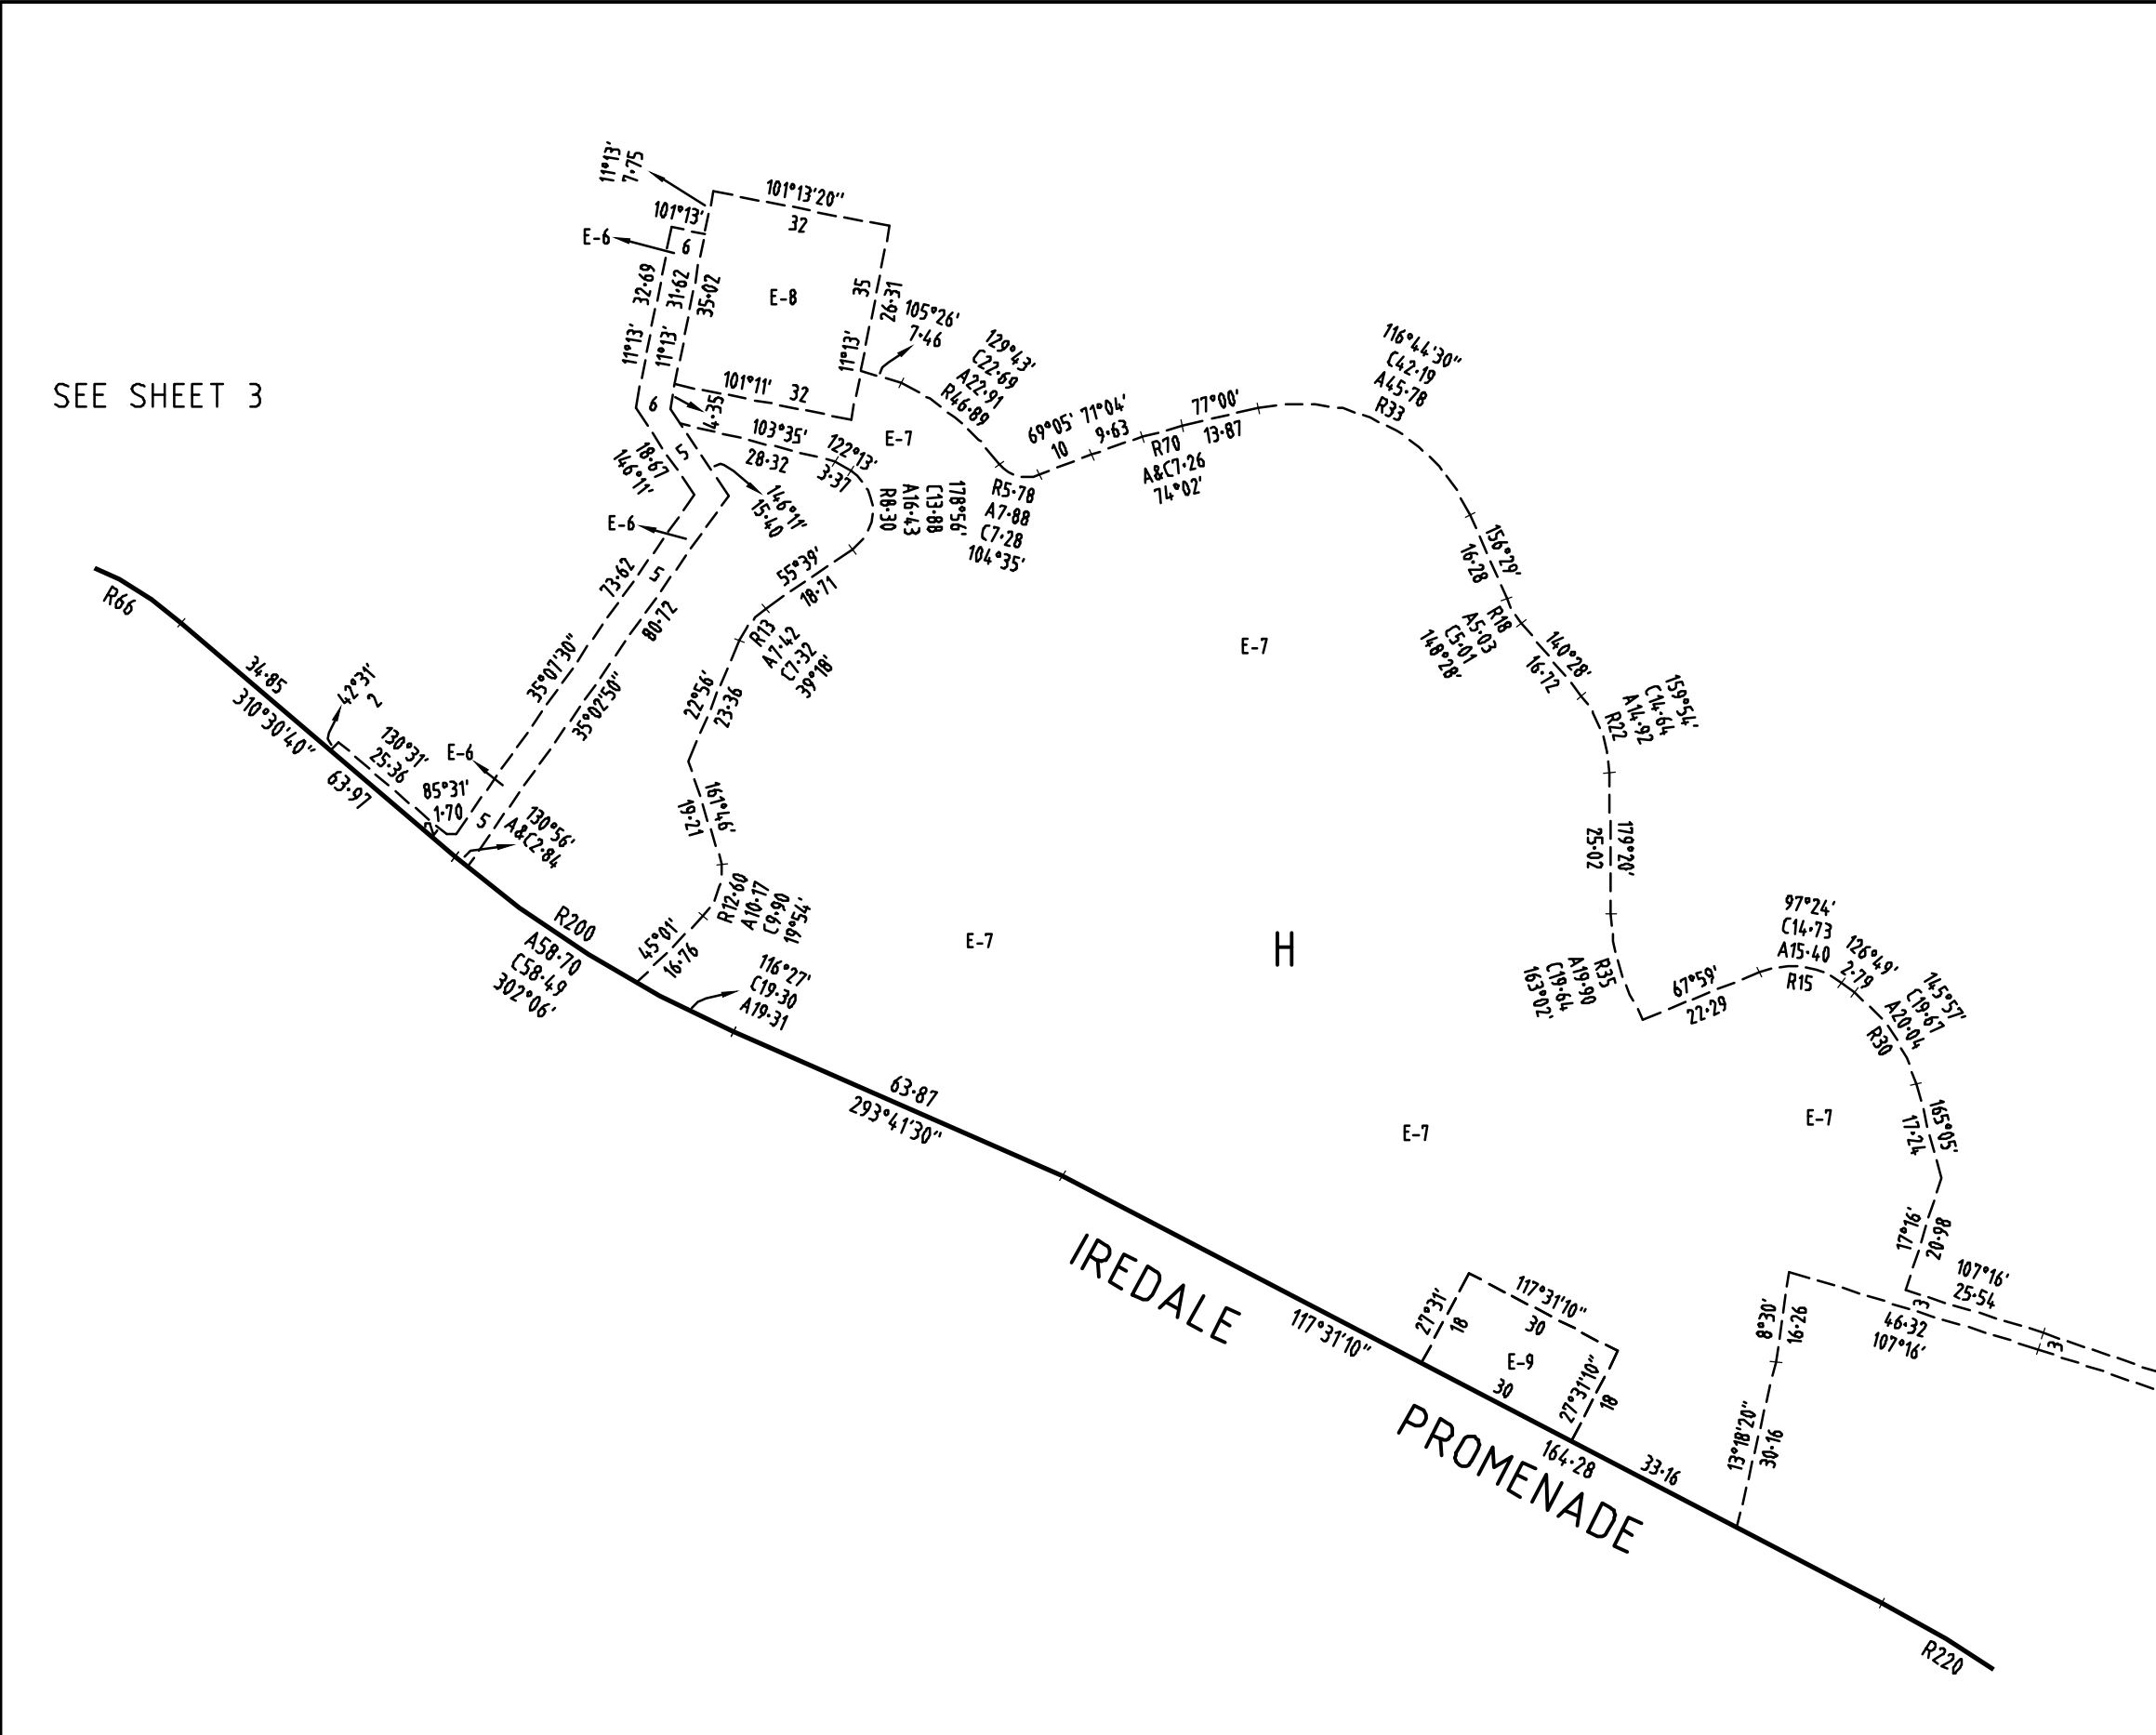 11°13'
7·75
101°13'20"
32
101°13'
6
E-6
32·69
11°13'
31·62
11°13'
35·02
E-8
35
26·31
11°13'
105°26'
7·46
129°43'
C22·69
A22·91
R46·89
116°44'30"
C42·19
A45·78
R33
SEE SHEET 3
101°11'
32
6
4·35
103°35'
28·32
122°13'
3·37
E-7
69°05'
10
71°04'
9·63
77°00'
13·87
R70
A&C7·26
74°02'
18·67
146°11'
5
146°11'
15·40
178°56'
C13·88
A16·43
R8·30
R5·78
A7·88
C7·28
104°35'
E-6
156°29'
16·28
55°39'
18·71
R66
73·62
5
80·72
R13
A7·42
C7·32
39°18'
E-7
R18
A5·03
C5·01
148°28'
140°28'
16·72
34·85
310°30'40"
42°31'
2
35°07'30"
35°02'50"
22°56'
23·36
159°54'
C14·64
A14·92
R22
130°31'
25·36
E-6
63·97
85°31'
1·70
2
5
130°56'
A&C2·84
161°46'
19·21
179°20'
25·02
R12·60
A10·17
C9·90
19°54'
R200
A58·70
C58·49
302°06'
45°01'
16·76
E-7
H
116°27'
C19·30
A19·31
R35
A19·90
C19·64
163°02'
67°59'
22·29
97°24'
C14·73
A15·40
R15
126°49'
2·79
145°57'
C19·67
A20·04
R30
63·87
293°41'30"
E-7
E-7
165°05'
17·24
17°16'
20·98
IREDALE
PROMENADE
117°31'10"
27°31'
18
117°31'10"
30
E-9
30
27°31'10"
18
164·28
33·16
8°30'
16·26
13°18'20"
30·16
107°16'
25·54
3
46·32
107°16'
3
R220